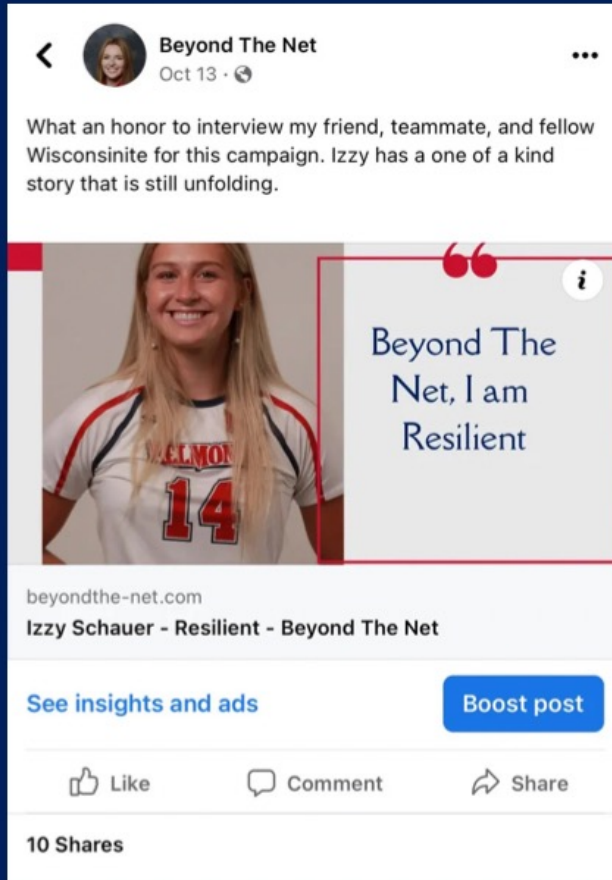 Beyond The Net
Oct 13 ·
What an honor to interview my friend, teammate, and fellow
Wisconsinite for this campaign. Izzy has a one of a kind
story that is still unfolding.
“
i
Beyond The
Net, I am
Resilient
ELMON
14
beyondthe-net.com
Izzy Schauer - Resilient - Beyond The Net
See insights and ads
Boost post
Like
Comment
Share
10 Shares